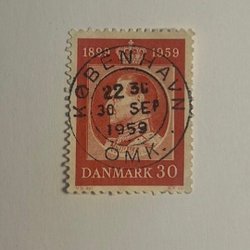 1899 1959
KØBENHAVN
22 30
30 SEP
1959
OMK.
DANMARK 30